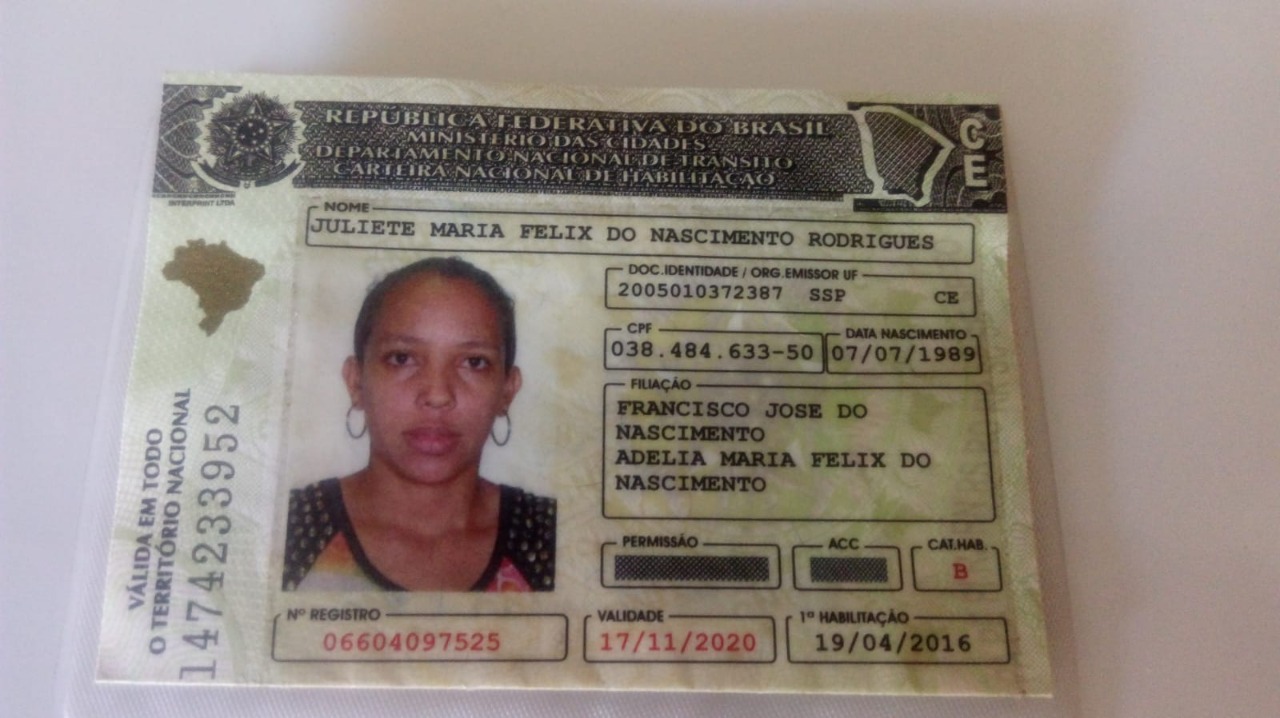 REPÚBLICA FEDERATIVA DO BRASIL
MINISTÉRIO DAS CIDADES
DEPARTAMENTO NACIONAL DE TRÂNSITO
CARTEIRA NACIONAL DE HABILITAÇÃO
CE
INTERPRINT LTDA
NOME
JULIETE MARIA FELIX DO NASCIMENTO RODRIGUES
DOC. IDENTIDADE / ORG. EMISSOR UF
2005010372387 SSP CE
CPF
038.484.633-50
DATA NASCIMENTO
07/07/1989
FILIAÇÃO
FRANCISCO JOSE DO
NASCIMENTO
ADELIA MARIA FELIX DO
NASCIMENTO
PERMISSÃO
ACC
CAT.HAB.
B
Nº REGISTRO
06604097525
VALIDADE
17/11/2020
1ª HABILITAÇÃO
19/04/2016
VÁLIDA EM TODO
O TERRITÓRIO NACIONAL
1474233952